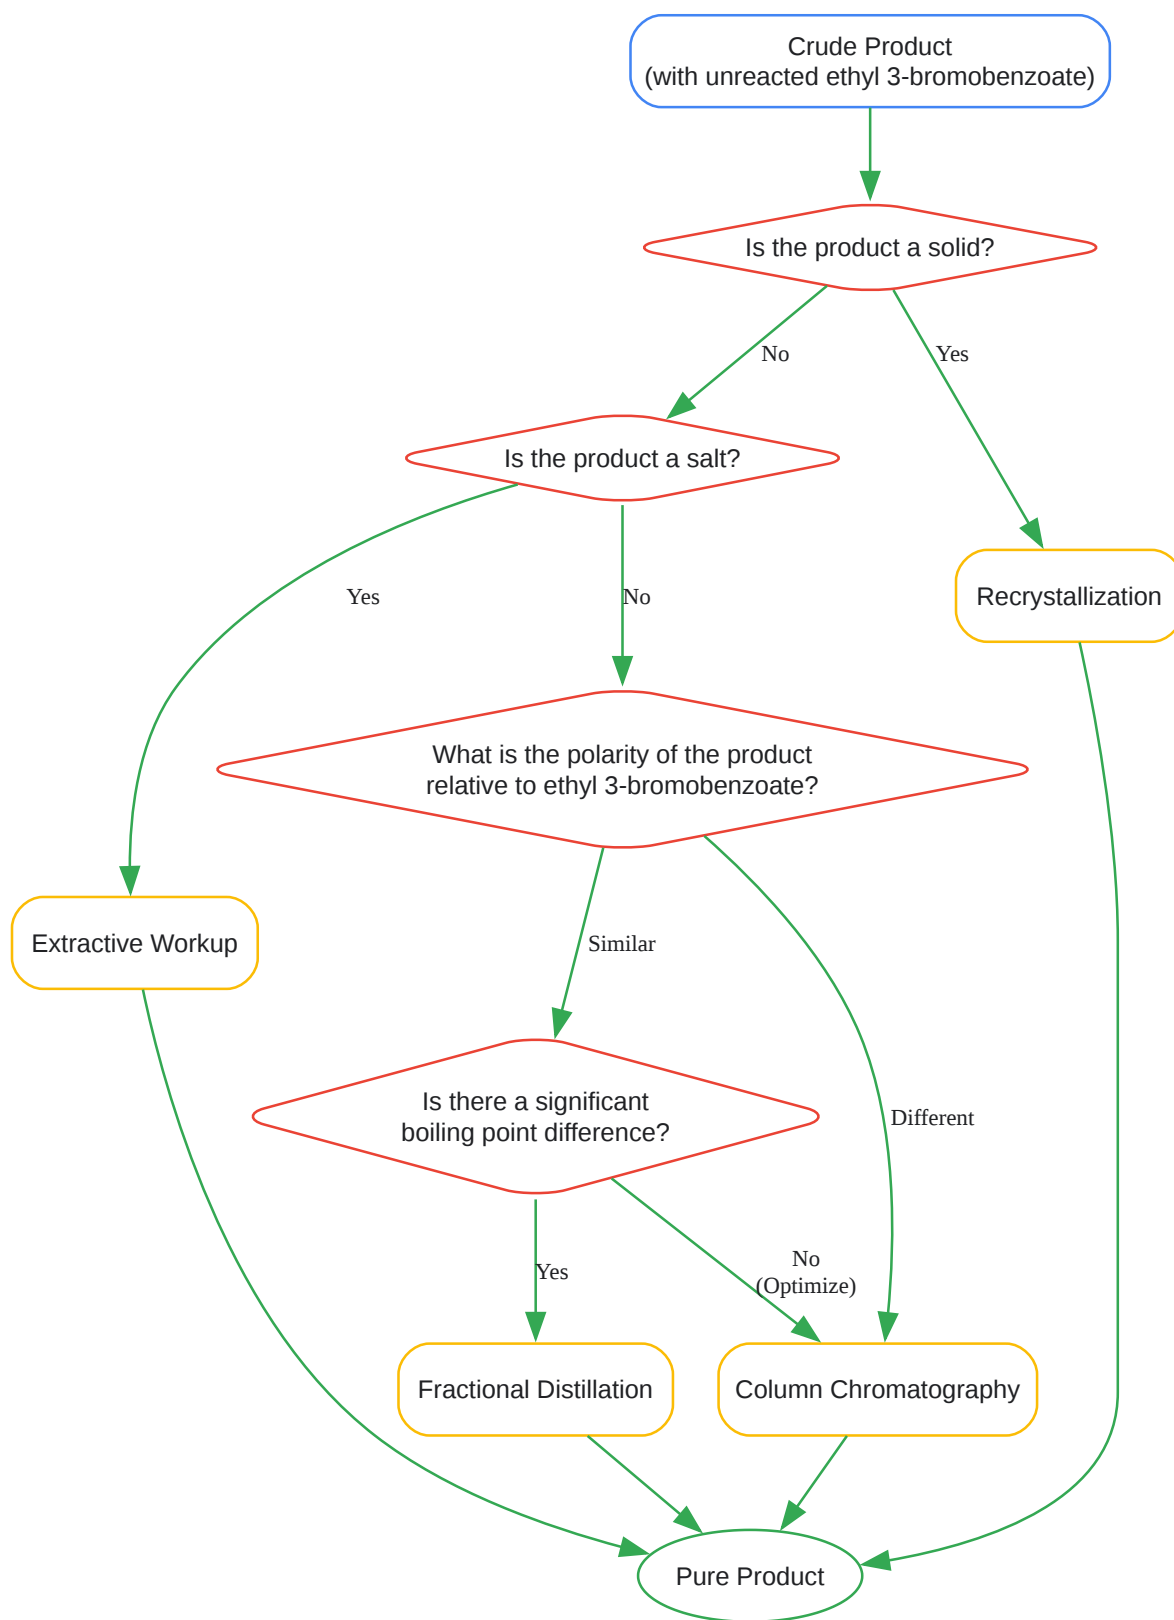 Crude Product
(with unreacted ethyl 3-bromobenzoate)
Is the product a solid?
No
Yes
Is the product a salt?
Yes
No
Recrystallization
What is the polarity of the product
relative to ethyl 3-bromobenzoate?
Extractive Workup
Similar
Is there a significant
boiling point difference?
Different
Yes
No
(Optimize)
Fractional Distillation
Column Chromatography
Pure Product